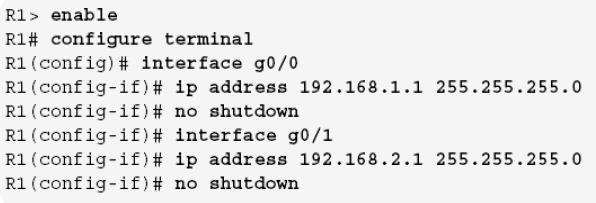 R1> enable
R1# configure terminal
R1(config)# interface g0/0
R1(config-if)# ip address 192.168.1.1 255.255.255.0
R1(config-if)# no shutdown
R1(config-if)# interface g0/1
R1(config-if)# ip address 192.168.2.1 255.255.255.0
R1(config-if)# no shutdown